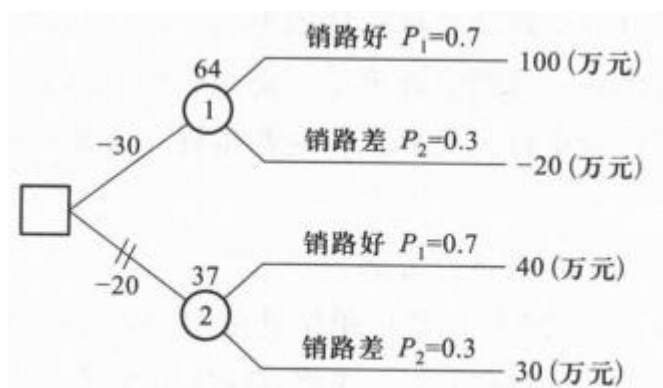 销路好 P₁=0.7
100(万元)
64
1
-30
销路差 P₂=0.3
-20(万元)
销路好 P₁=0.7
40(万元)
37
-20
2
销路差 P₂=0.3
30(万元)